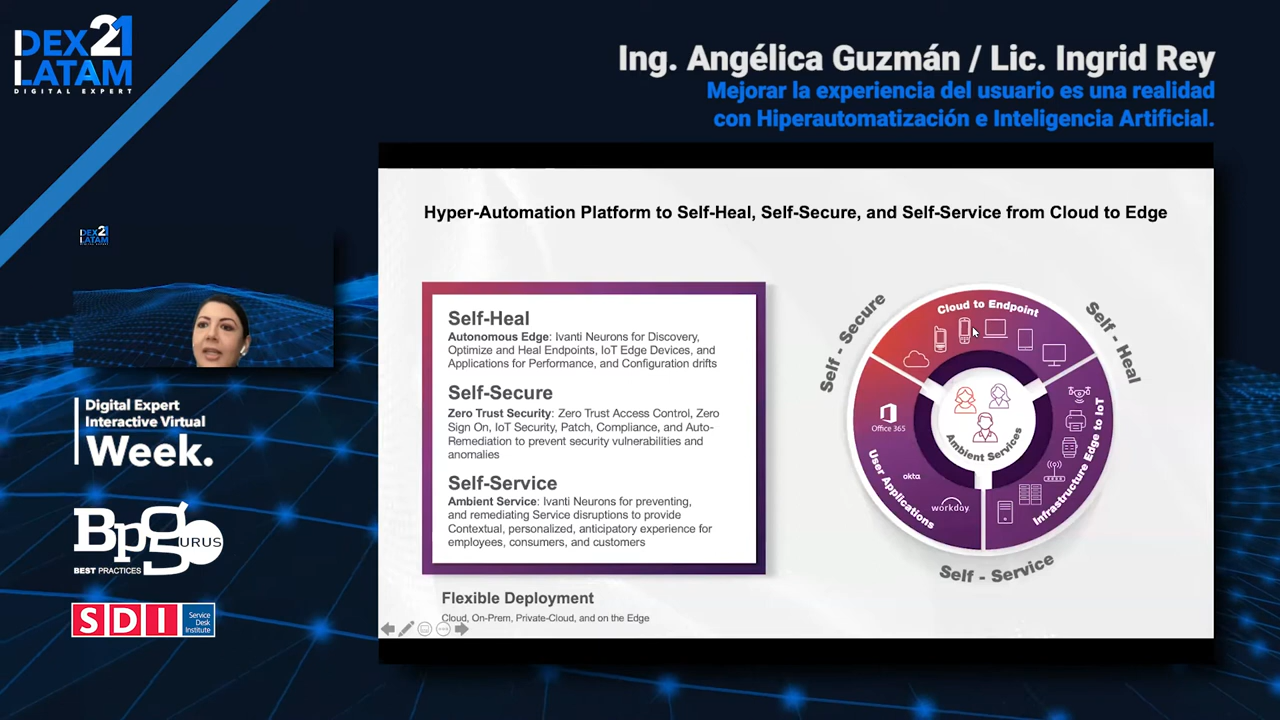 DEX21
LATAM
DIGITAL EXPERT
Ing. Angélica Guzmán / Lic. Ingrid Rey
Mejorar la experiencia del usuario es una realidad
con Hiperautomatización e Inteligencia Artificial.
DEX21
LATAM
Digital Expert
Interactive Virtual
Week.
Bpg
URUS
BEST PRACTICES
SDI
Service
Desk
Institute
Hyper-Automation Platform to Self-Heal, Self-Secure, and Self-Service from Cloud to Edge
Self-Heal
Autonomous Edge: Ivanti Neurons for Discovery,
Optimize and Heal Endpoints, IoT Edge Devices, and
Applications for Performance, and Configuration drifts
Self-Secure
Zero Trust Security: Zero Trust Access Control, Zero
Sign On, IoT Security, Patch, Compliance, and Auto-
Remediation to prevent security vulnerabilities and
anomalies
Self-Service
Ambient Service: Ivanti Neurons for preventing,
and remediating Service disruptions to provide
Contextual, personalized, anticipatory experience for
employees, consumers, and customers
Flexible Deployment
Cloud, On-Prem, Private-Cloud, and on the Edge
Self - Secure
Cloud to Endpoint
Self - Heal
Office 365
okta
workday.
User Applications
Ambient Services
Infrastructure Edge to IoT
Self - Service